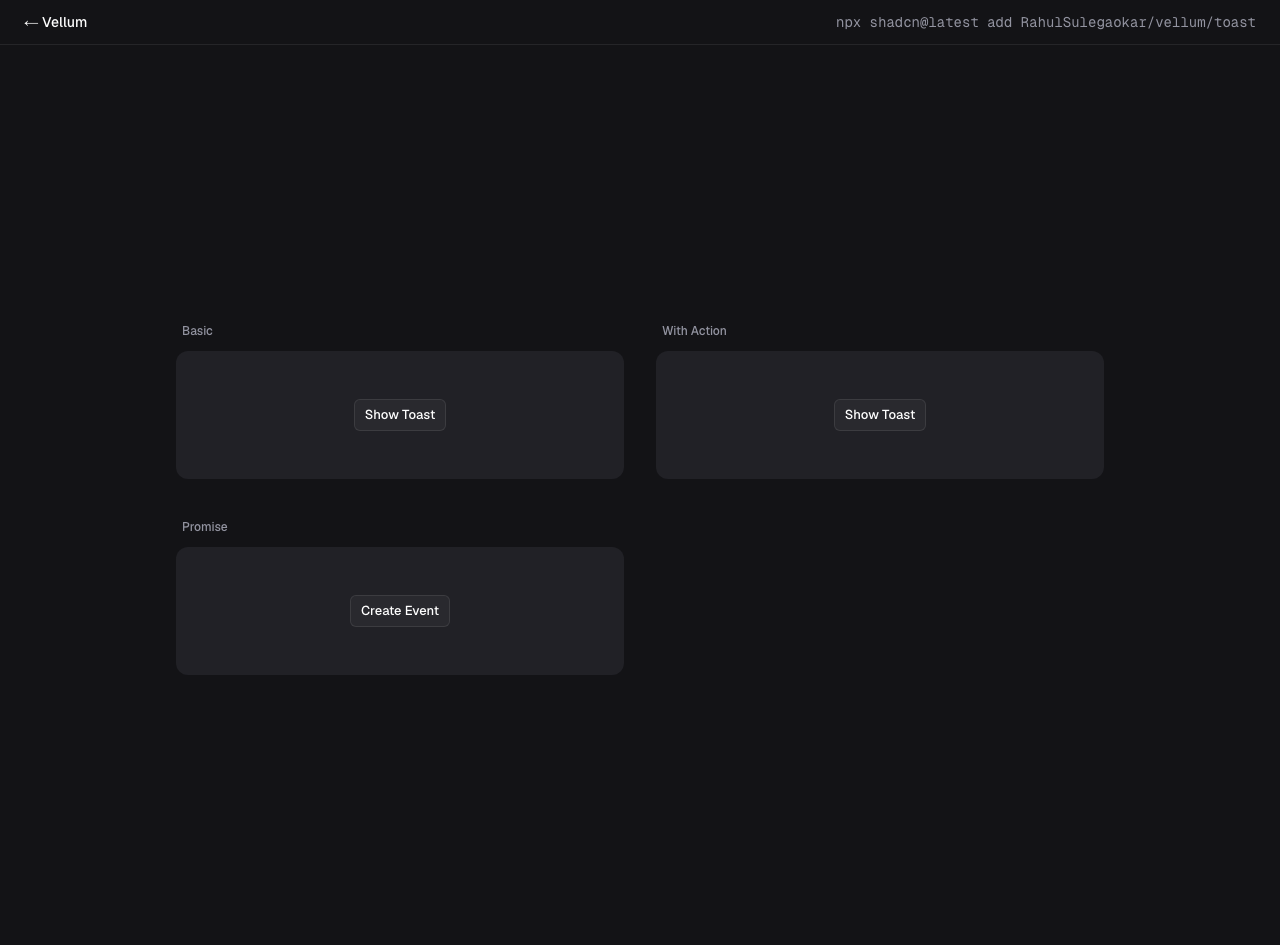 ← Vellum
npx shadcn@latest add RahulSulegaokar/vellum/toast
Basic
With Action
Show Toast
Show Toast
Promise
Create Event